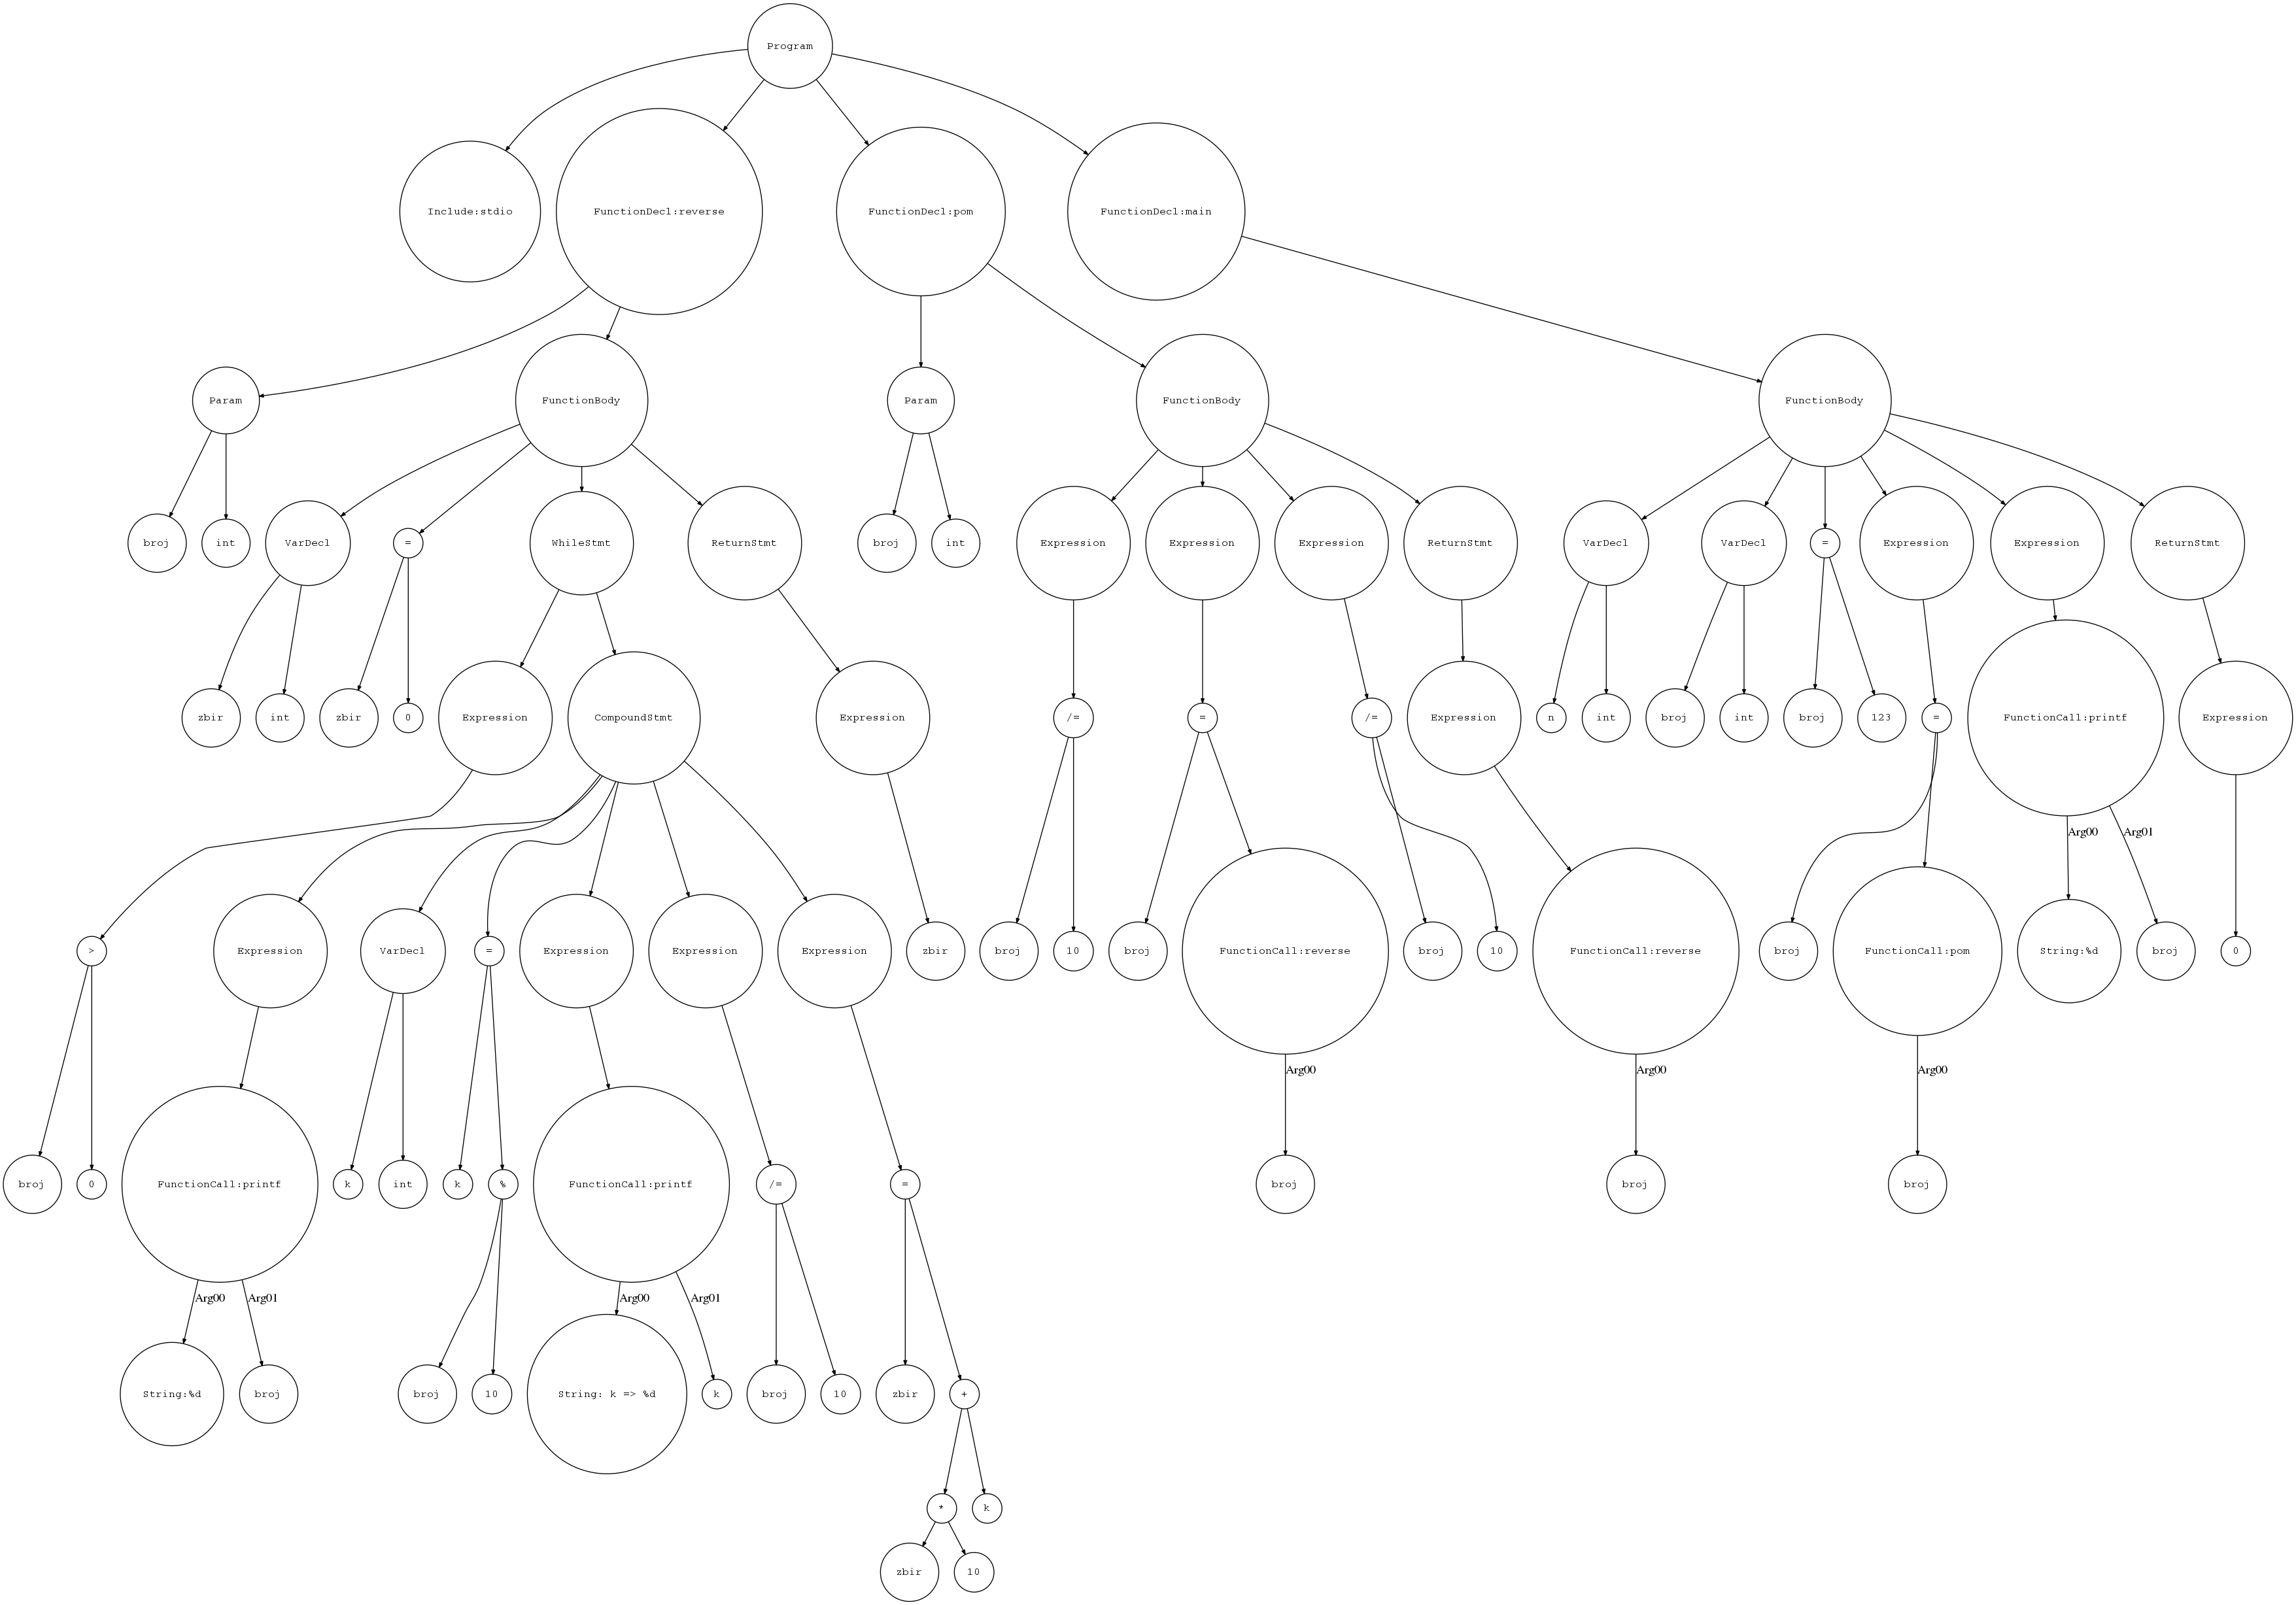 Program
Include:stdio
FunctionDecl:reverse
FunctionDecl:pom
FunctionDecl:main
Param
FunctionBody
Param
FunctionBody
FunctionBody
broj
int
VarDecl
=
WhileStmt
ReturnStmt
broj
int
Expression
Expression
Expression
ReturnStmt
VarDecl
VarDecl
=
Expression
Expression
ReturnStmt
zbir
int
zbir
0
Expression
CompoundStmt
Expression
/=
=
/=
Expression
n
int
broj
int
broj
123
=
FunctionCall:printf
Expression
Arg00
Arg01
>
Expression
VarDecl
=
Expression
Expression
Expression
zbir
broj
10
broj
FunctionCall:reverse
broj
10
FunctionCall:reverse
broj
FunctionCall:pom
String:%d
broj
0
Arg00
Arg00
Arg00
broj
0
FunctionCall:printf
k
int
k
%
FunctionCall:printf
/=
=
broj
broj
broj
Arg00
Arg01
Arg00
Arg01
String:%d
broj
broj
10
String: k => %d
k
broj
10
zbir
+
*
k
zbir
10